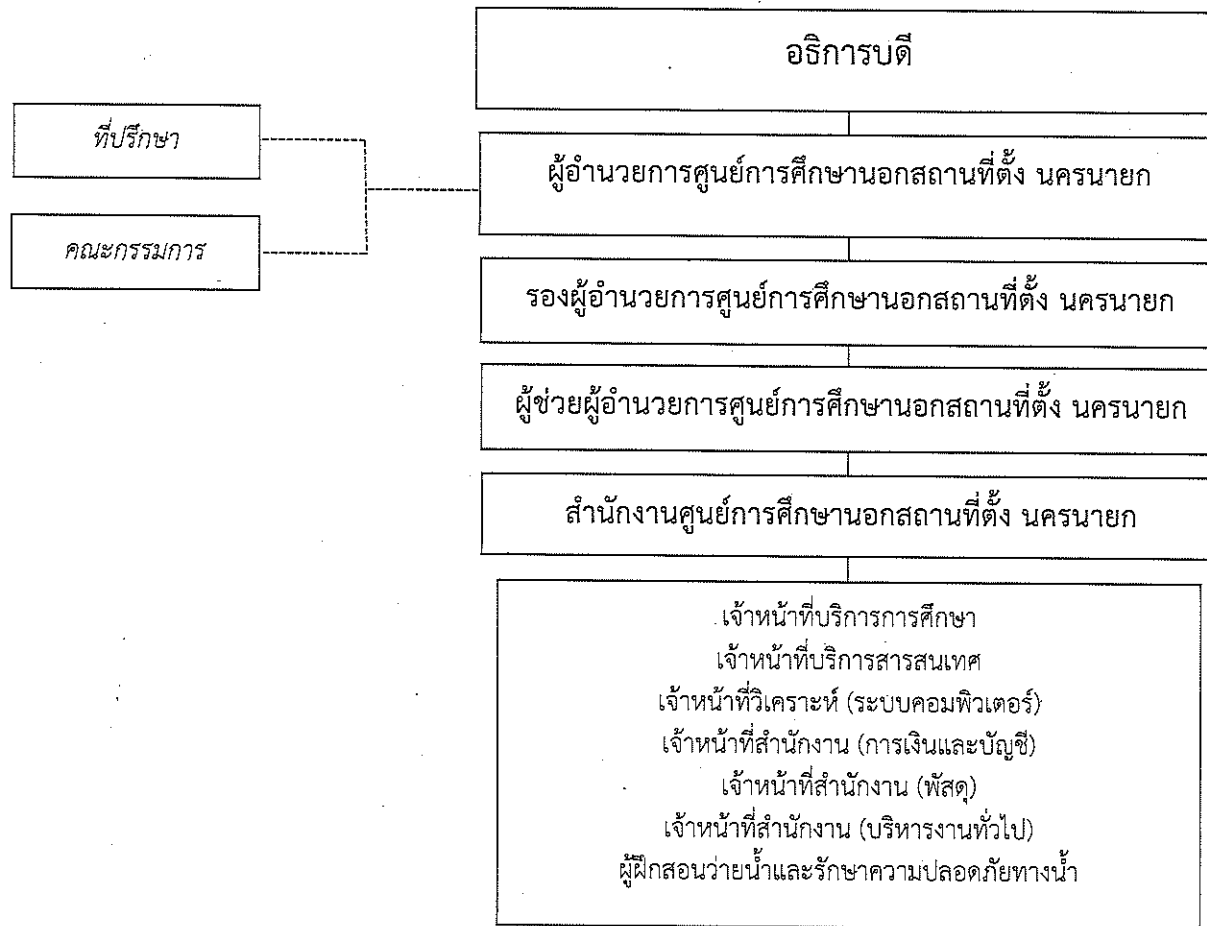 อธิการบดี
ที่ปรึกษา
ผู้อำนวยการศูนย์การศึกษานอกสถานที่ตั้ง นครนายก
คณะกรรมการ
รองผู้อำนวยการศูนย์การศึกษานอกสถานที่ตั้ง นครนายก
ผู้ช่วยผู้อำนวยการศูนย์การศึกษานอกสถานที่ตั้ง นครนายก
สำนักงานศูนย์การศึกษานอกสถานที่ตั้ง นครนายก
เจ้าหน้าที่บริการการศึกษา
เจ้าหน้าที่บริการสารสนเทศ
เจ้าหน้าที่วิเคราะห์ (ระบบคอมพิวเตอร์)
เจ้าหน้าที่สำนักงาน (การเงินและบัญชี)
เจ้าหน้าที่สำนักงาน (พัสดุ)
เจ้าหน้าที่สำนักงาน (บริหารงานทั่วไป)
ผู้ฝึกสอนว่ายน้ำและรักษาความปลอดภัยทางน้ำ